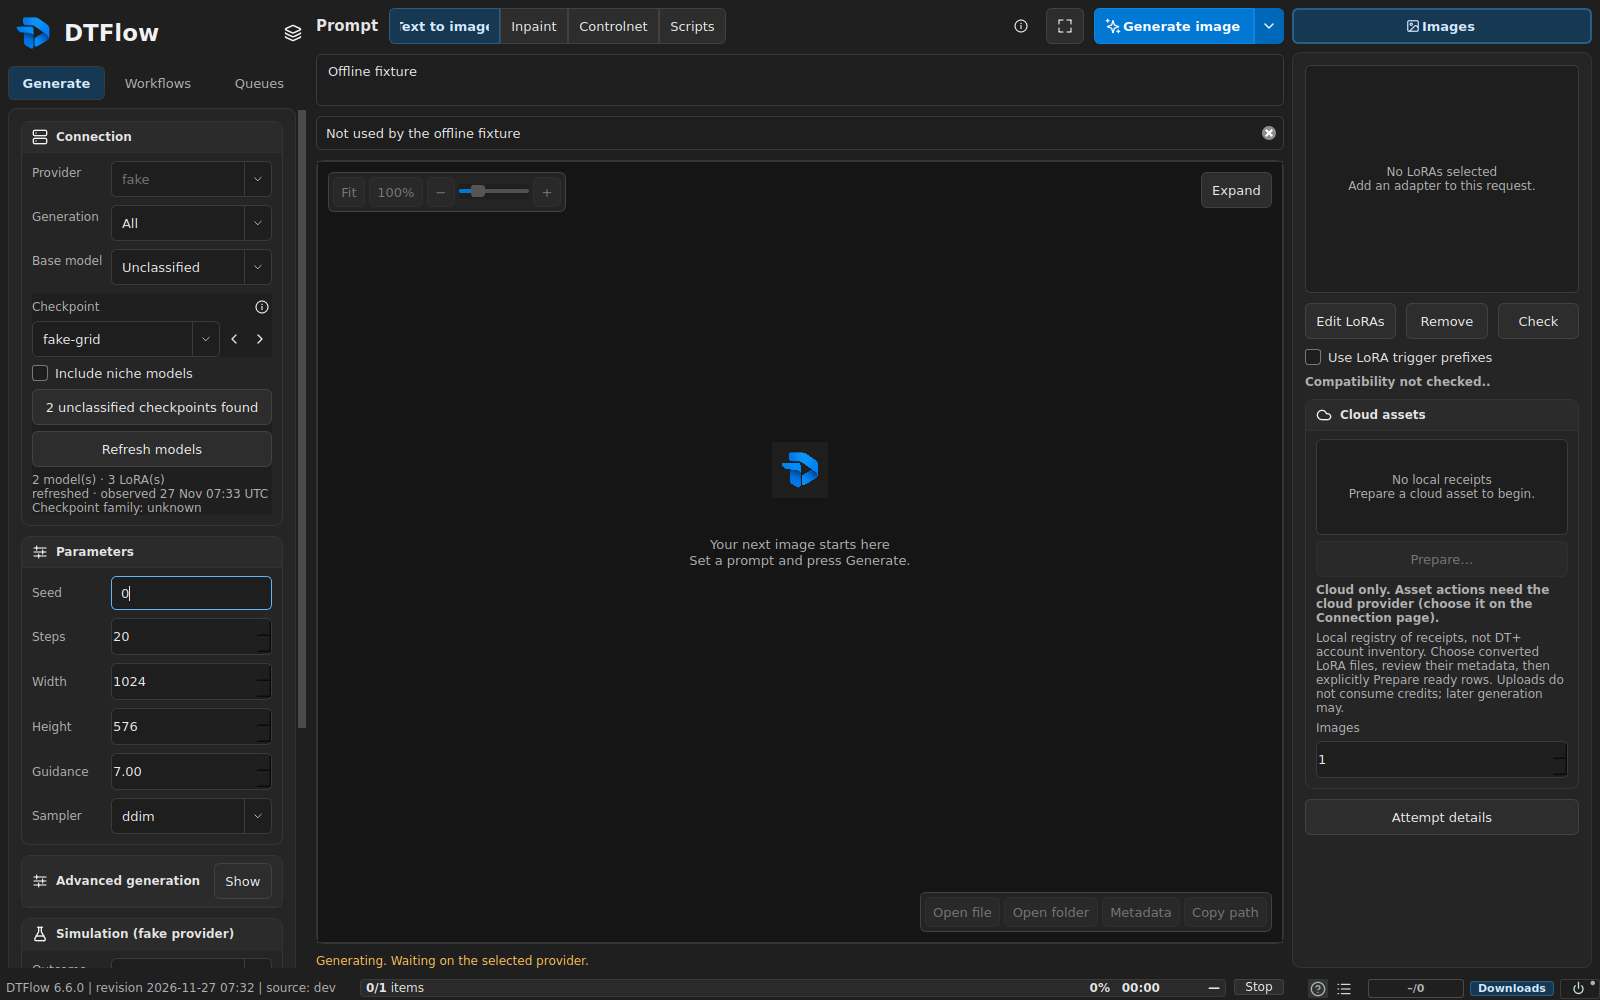 DTFlow
Generate
Workflows
Queues
Connection
Provider
fake
Generation
All
Base model
Unclassified
Checkpoint
fake-grid
Include niche models
2 unclassified checkpoints found
Refresh models
2 model(s) · 3 LoRA(s)
refreshed · observed 27 Nov 07:33 UTC
Checkpoint family: unknown
Parameters
Seed
0
Steps
20
Width
1024
Height
576
Guidance
7.00
Sampler
ddim
Advanced generation
Show
Simulation (fake provider)
Prompt
Text to image
Inpaint
Controlnet
Scripts
Generate image
Offline fixture
Not used by the offline fixture
Fit
100%
−
+
Expand
Your next image starts here
Set a prompt and press Generate.
Open file
Open folder
Metadata
Copy path
Generating. Waiting on the selected provider.
Images
No LoRAs selected
Add an adapter to this request.
Edit LoRAs
Remove
Check
Use LoRA trigger prefixes
Compatibility not checked..
Cloud assets
No local receipts
Prepare a cloud asset to begin.
Prepare...
Cloud only. Asset actions need the
cloud provider (choose it on the
Connection page).
Local registry of receipts, not DT+
account inventory. Choose converted
LoRA files, review their metadata, then
explicitly Prepare ready rows. Uploads do
not consume credits; later generation
may.
Images
1
Attempt details
DTFlow 6.6.0 | revision 2026-11-27 07:32 | source: dev
0/1 items
0%
00:00
—
Stop
–/0
Downloads